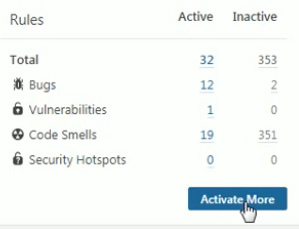 Rules Active Inactive
Total 32 353
Bugs 12 2
Vulnerabilities 1 0
Code Smells 19 351
Security Hotspots 0 0
Activate More